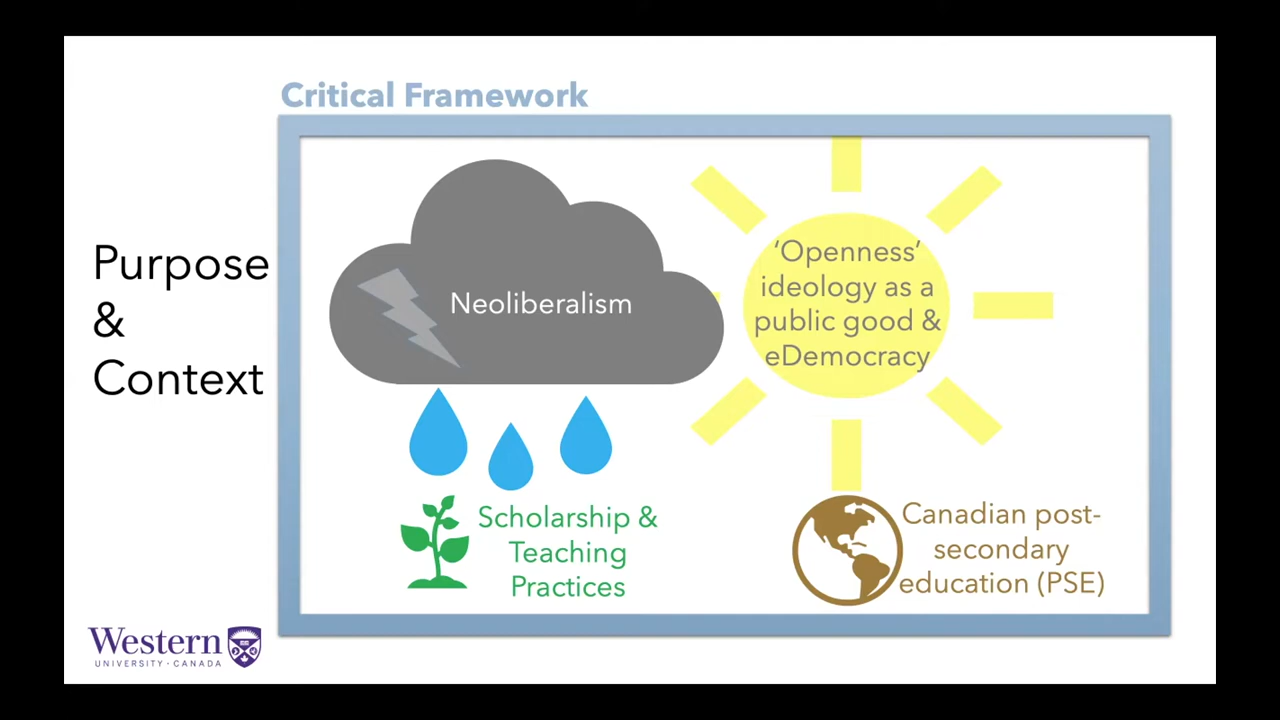 Critical Framework
Purpose
&
Context
Neoliberalism
‘Openness’
ideology as a
public good &
eDemocracy
Scholarship &
Teaching
Practices
Canadian post-
secondary
education (PSE)
Western
UNIVERSITY · CANADA